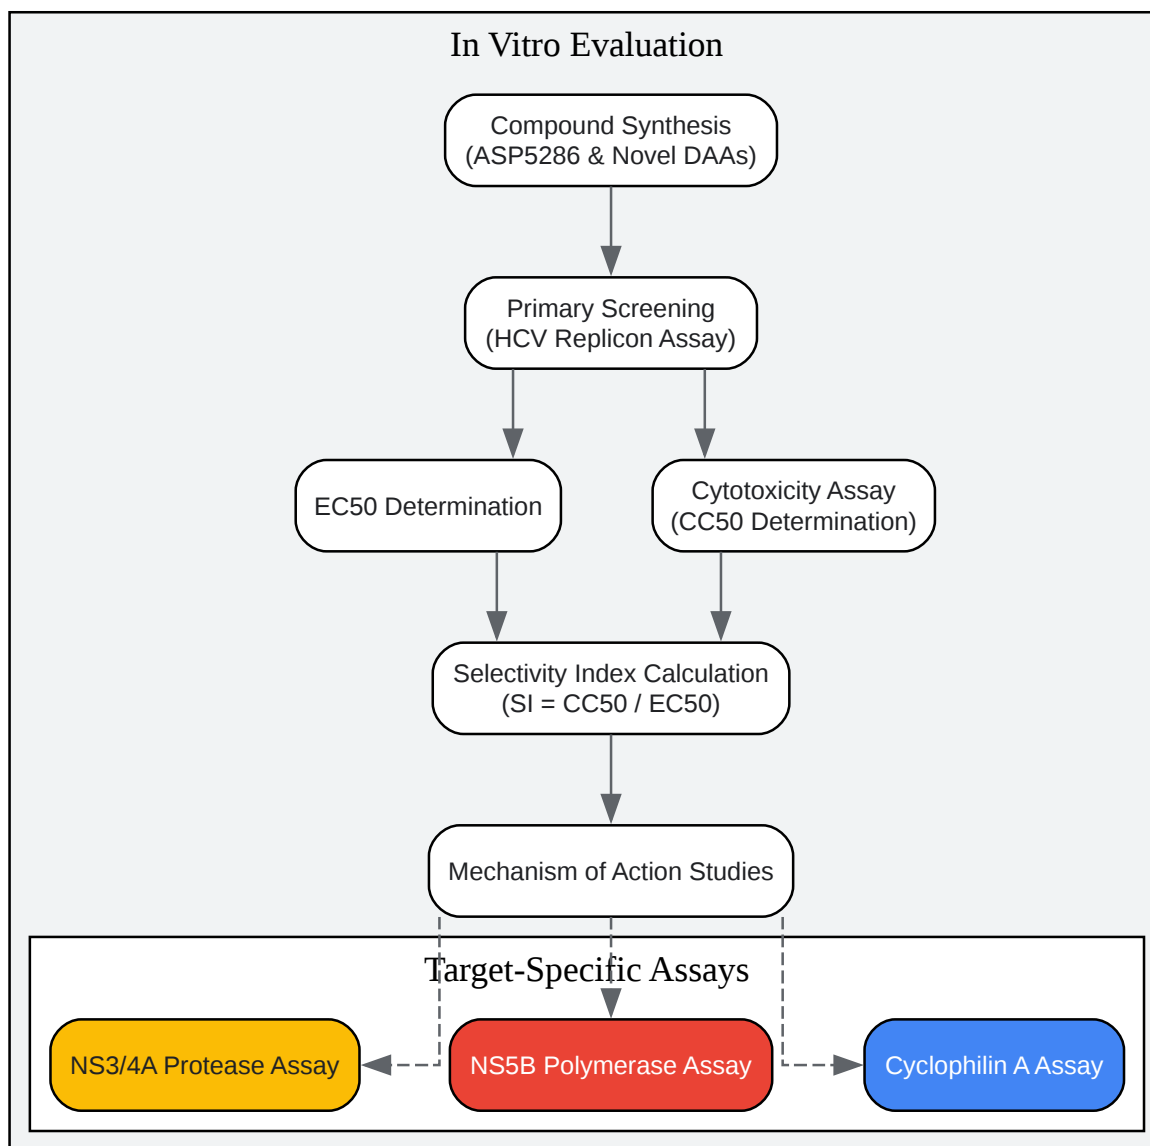 In Vitro Evaluation
Compound Synthesis
(ASP5286 & Novel DAAs)
Primary Screening
(HCV Replicon Assay)
EC50 Determination
Cytotoxicity Assay
(CC50 Determination)
Selectivity Index Calculation
(SI = CC50 / EC50)
Mechanism of Action Studies
Target-Specific Assays
NS3/4A Protease Assay
NS5B Polymerase Assay
Cyclophilin A Assay